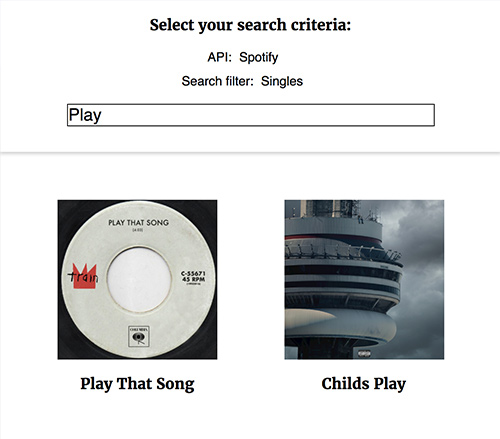 Select your search criteria:
API: Spotify
Search filter: Singles
Play
PLAY THAT SONG
train
C-55671
45 RPM
COLUMBIA
Play That Song
Childs Play